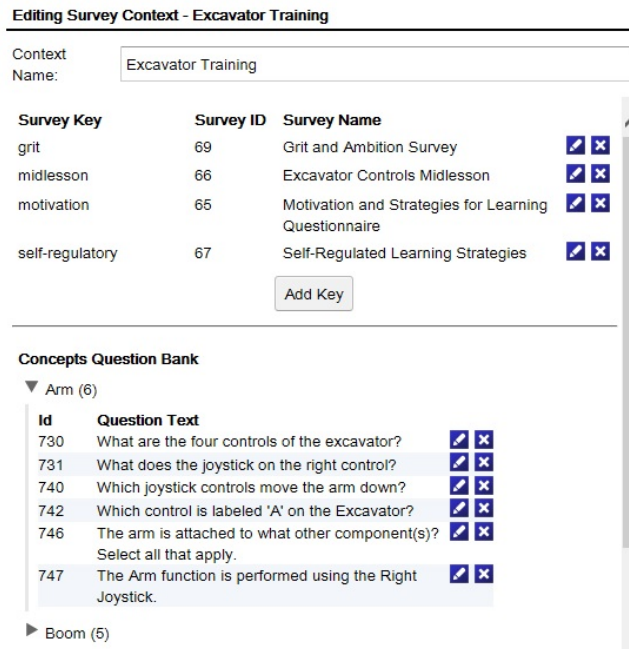 Editing Survey Context - Excavator Training
Context
Name:
Excavator Training
Survey Key Survey ID Survey Name
grit 69 Grit and Ambition Survey
midlesson 66 Excavator Controls Midlesson
motivation 65 Motivation and Strategies for Learning
Questionnaire
self-regulatory 67 Self-Regulated Learning Strategies
Add Key
Concepts Question Bank
Arm (6)
Id Question Text
730 What are the four controls of the excavator?
731 What does the joystick on the right control?
740 Which joystick controls move the arm down?
742 Which control is labeled 'A' on the Excavator?
746 The arm is attached to what other component(s)?
Select all that apply.
747 The Arm function is performed using the Right
Joystick.
Boom (5)